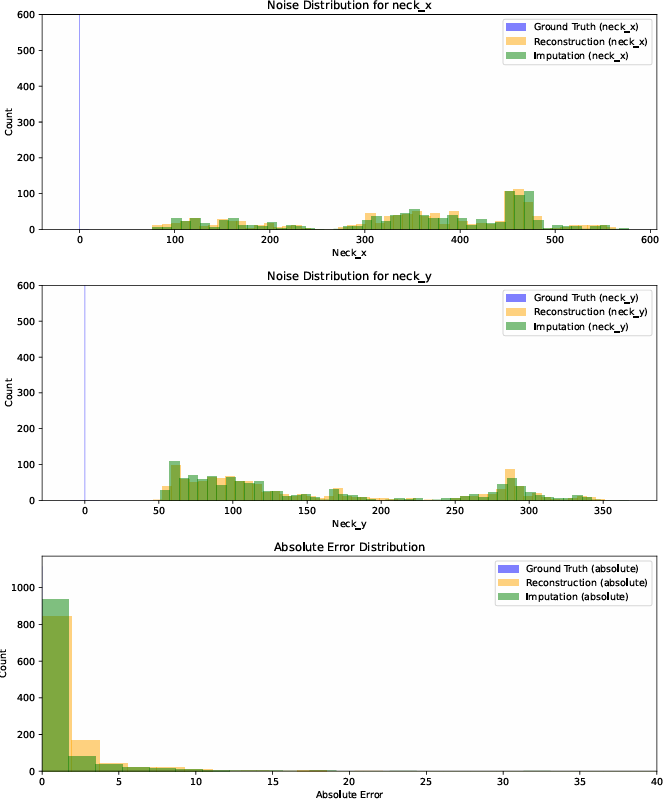 Noise Distribution for neck_x
600
500
400
300
200
100
0
Count
Ground Truth (neck_x)
Reconstruction (neck_x)
Imputation (neck_x)
0 100 200 300 400 500 600
Neck_x
Noise Distribution for neck_y
600
500
400
300
200
100
0
Count
Ground Truth (neck_y)
Reconstruction (neck_y)
Imputation (neck_y)
0 50 100 150 200 250 300 350
Neck_y
Absolute Error Distribution
1000
800
600
400
200
0
Count
Ground Truth (absolute)
Reconstruction (absolute)
Imputation (absolute)
0 5 10 15 20 25 30 35 40
Absolute Error